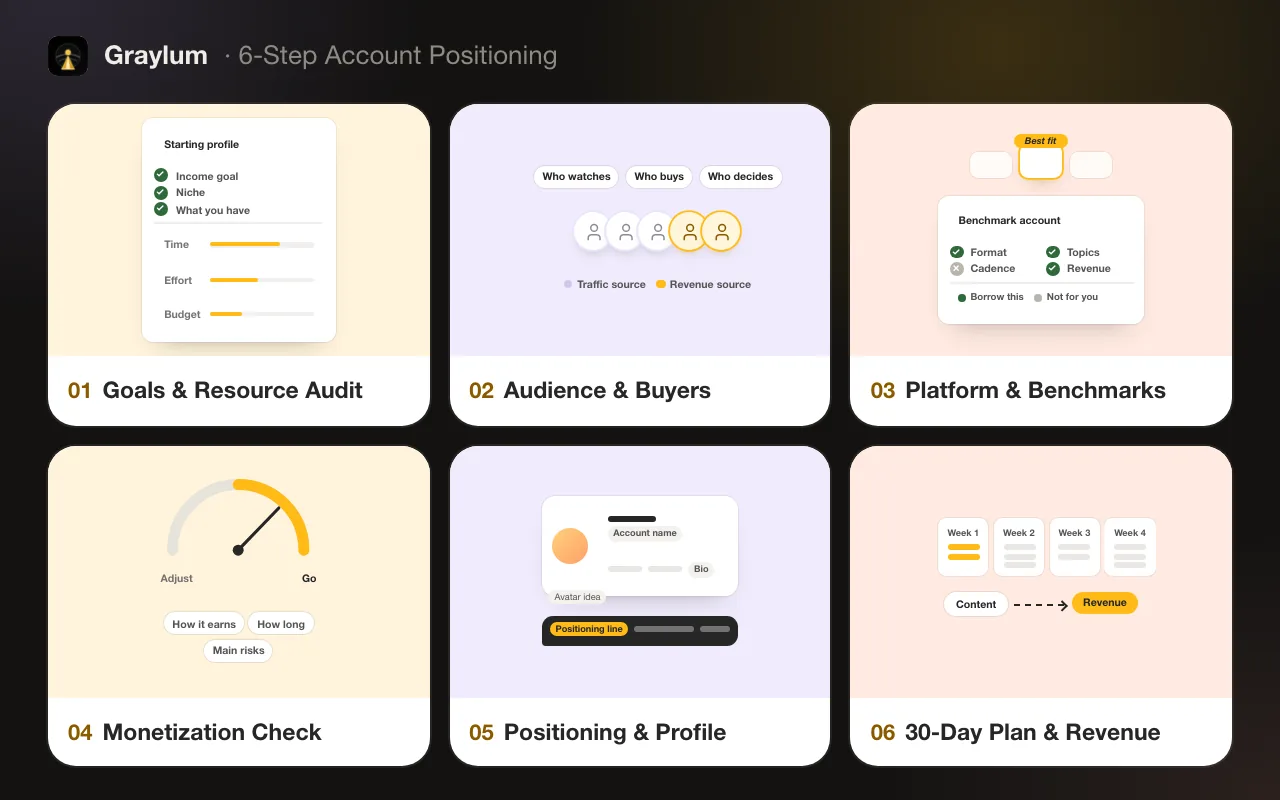 Graylum · 6-Step Account Positioning
Starting profile
Income goal
Niche
What you have
Time
Effort
Budget
01 Goals & Resource Audit
Who watches Who buys Who decides
Traffic source Revenue source
02 Audience & Buyers
Best fit
Benchmark account
Format Topics
Cadence Revenue
Borrow this Not for you
03 Platform & Benchmarks
Adjust Go
How it earns How long
Main risks
04 Monetization Check
Account name
Bio
Avatar idea
Positioning line
05 Positioning & Profile
Week 1 Week 2 Week 3 Week 4
Content Revenue
06 30-Day Plan & Revenue